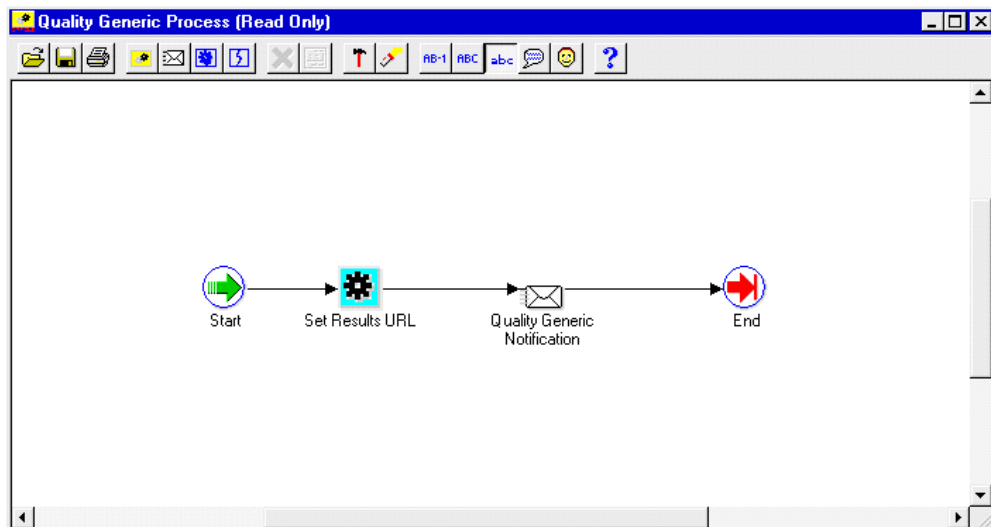 Quality Generic Process (Read Only)
AB-1 ABC abc ?
Start
Set Results URL
Quality Generic
Notification
End